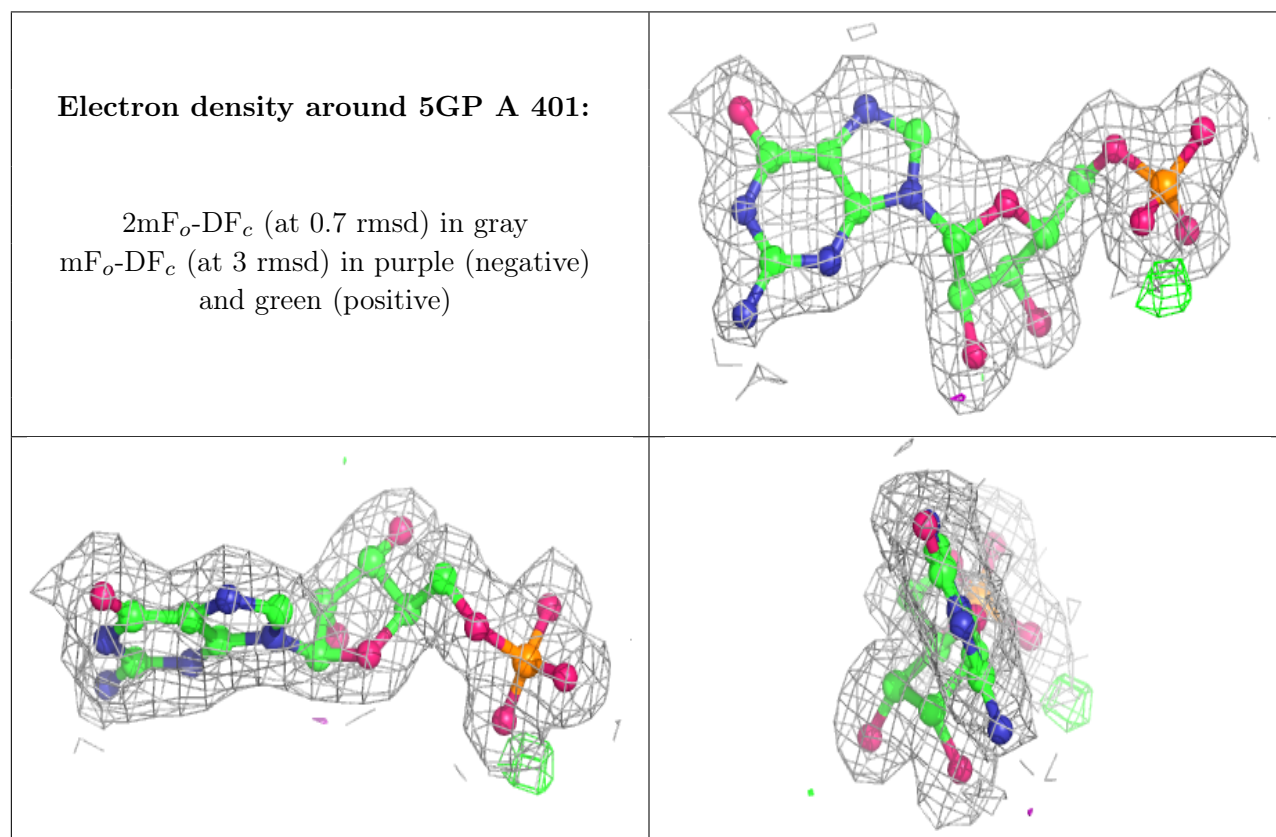 Electron density around 5GP A 401:
2mFo-DFc (at 0.7 rmsd) in gray
mFo-DFc (at 3 rmsd) in purple (negative)
and green (positive)